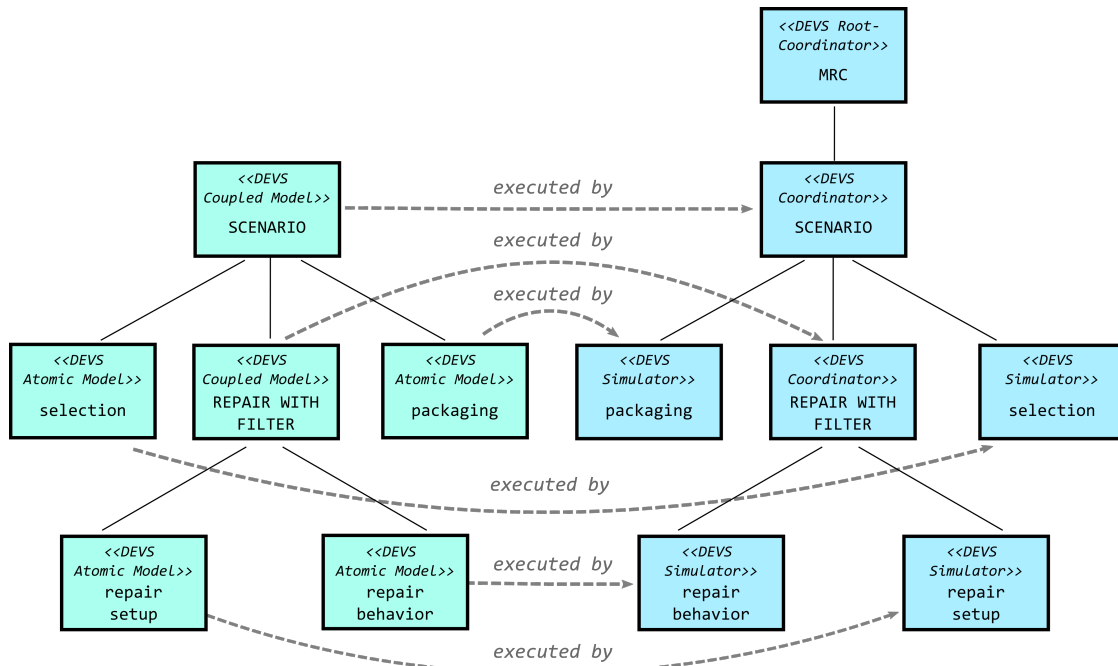 <<DEVS Root-
Coordinator>>
MRC
<<DEVS
Coupled Model>>
SCENARIO
executed by
<<DEVS
Coordinator>>
SCENARIO
executed by
executed by
<<DEVS
Atomic Model>>
selection
<<DEVS
Coupled Model>>
REPAIR WITH
FILTER
<<DEVS
Atomic Model>>
packaging
<<DEVS
Simulator>>
packaging
<<DEVS
Coordinator>>
REPAIR WITH
FILTER
<<DEVS
Simulator>>
selection
executed by
<<DEVS
Atomic Model>>
repair
setup
<<DEVS
Atomic Model>>
repair
behavior
executed by
<<DEVS
Simulator>>
repair
behavior
<<DEVS
Simulator>>
repair
setup
executed by